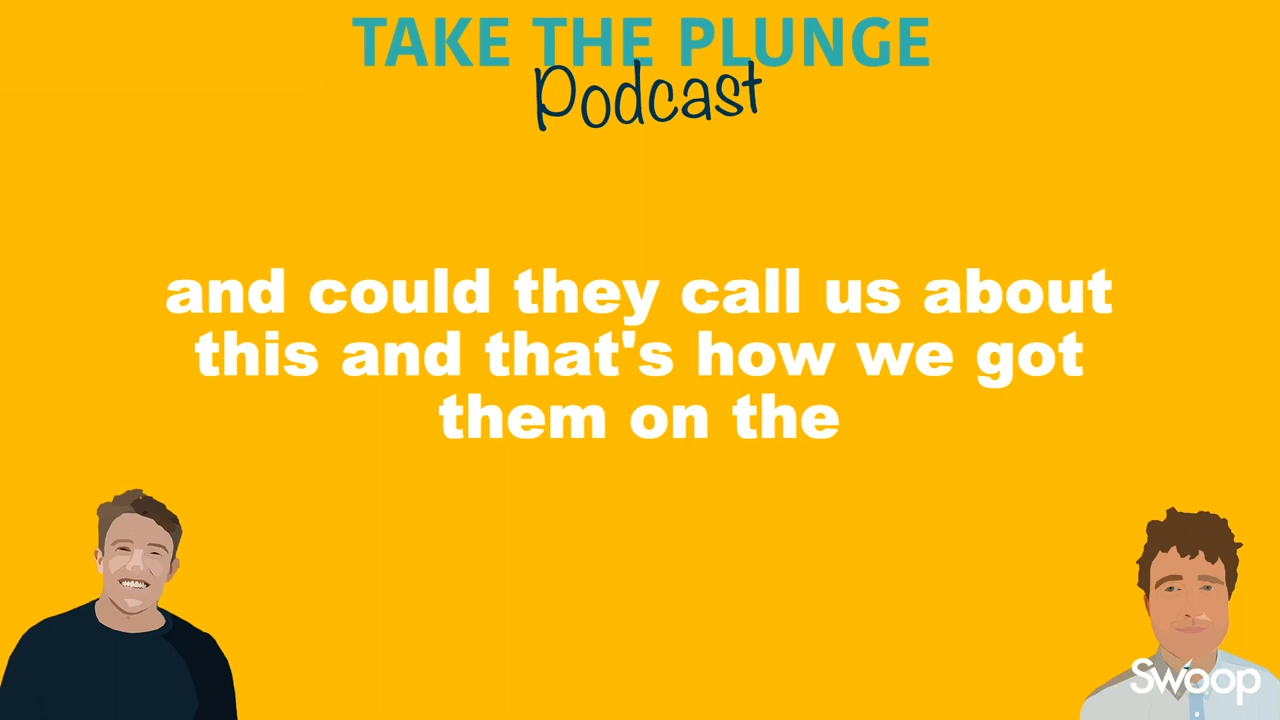 TAKE THE PLUNGE
Podcast
and could they call us about
this and that's how we got
them on the
Swoop